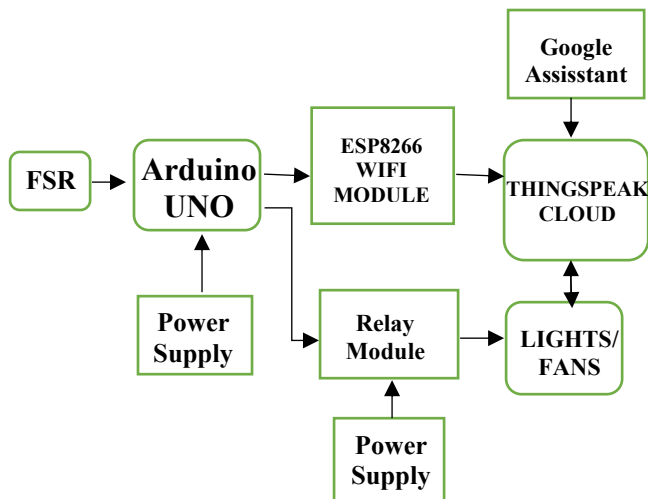 Google
Assisstant
ESP8266
WIFI
MODULE
FSR
Arduino
UNO
THINGSPEAK
CLOUD
Power
Supply
Relay
Module
LIGHTS/
FANS
Power
Supply